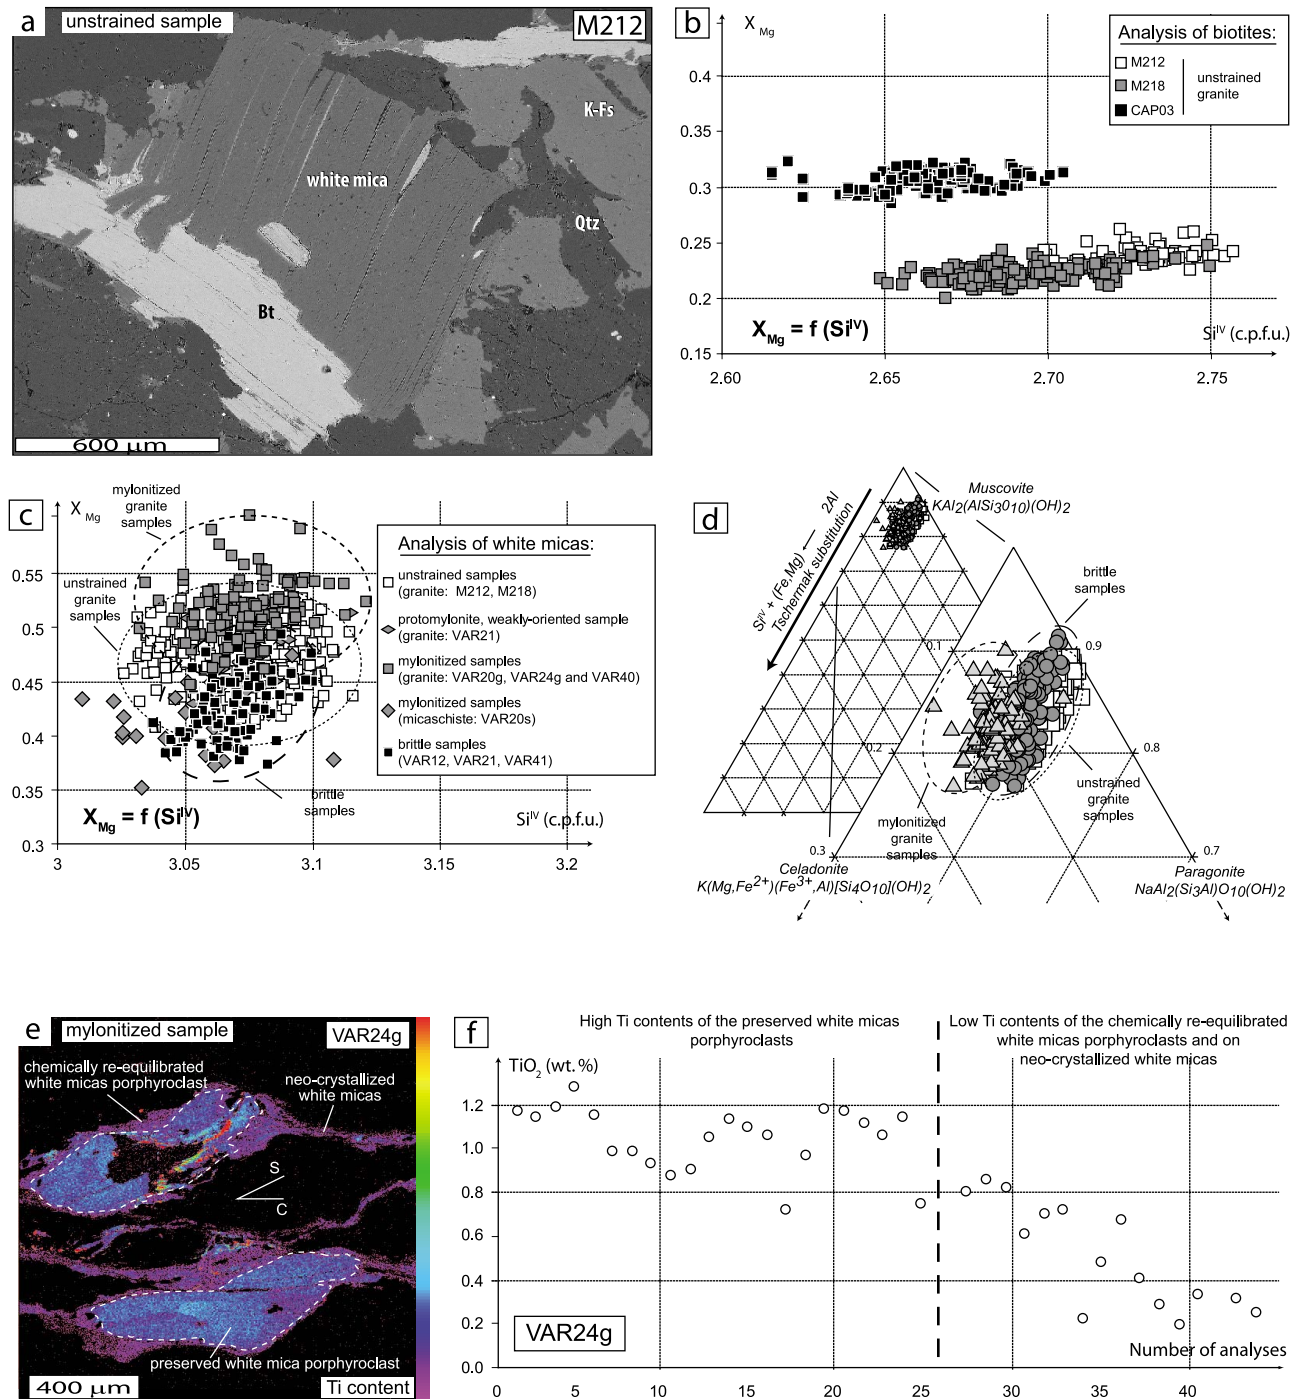 a
unstrained sample
M212
K-Fs
white mica
Qtz
Bt
600 µm
b
X Mg
Analysis of biotites:
M212
M218
CAP03
unstrained
granite
0.4
0.3
0.25
0.2
0.15
X Mg = f (Si IV)
Si IV (c.p.f.u.)
2.60
2.65
2.70
2.75
c
X Mg
mylonitized
granite samples
unstrained
granite
samples
0.55
0.5
0.45
0.4
0.35
0.3
Analysis of white micas:
unstrained samples
(granite: M212, M218)
protomylonite, weakly-oriented sample
(granite: VAR21)
mylonitized samples
(granite: VAR20g, VAR24g and VAR40)
mylonitized samples
(micaschiste: VAR20s)
brittle samples
(VAR12, VAR21, VAR41)
brittle
samples
X Mg = f (Si IV)
Si IV (c.p.f.u.)
3
3.05
3.1
3.15
3.2
d
Muscovite
KAl2(AlSi3O10)(OH)2
Si IV + (Fe,Mg) ← 2Al
Tschermak substitution
brittle
samples
0.1
0.9
0.2
0.8
unstrained
granite
samples
mylonitized
granite samples
0.3
0.7
Celadonite
K(Mg,Fe2+)(Fe3+,Al)[Si4O10](OH)2
Paragonite
NaAl2(Si3Al)O10(OH)2
e
mylonitized sample
VAR24g
chemically re-equilibrated
white micas porphyroclast
neo-crystallized
white micas
S
C
preserved white mica porphyroclast
400 µm
Ti content
f
High Ti contents of the preserved white micas
porphyroclasts
Low Ti contents of the chemically re-equilibrated
white micas porphyroclasts and on
neo-crystallized white micas
TiO2 (wt. %)
1.2
1.0
0.8
0.6
0.4
0.2
0.0
VAR24g
Number of analyses
0
5
10
15
20
25
30
35
40